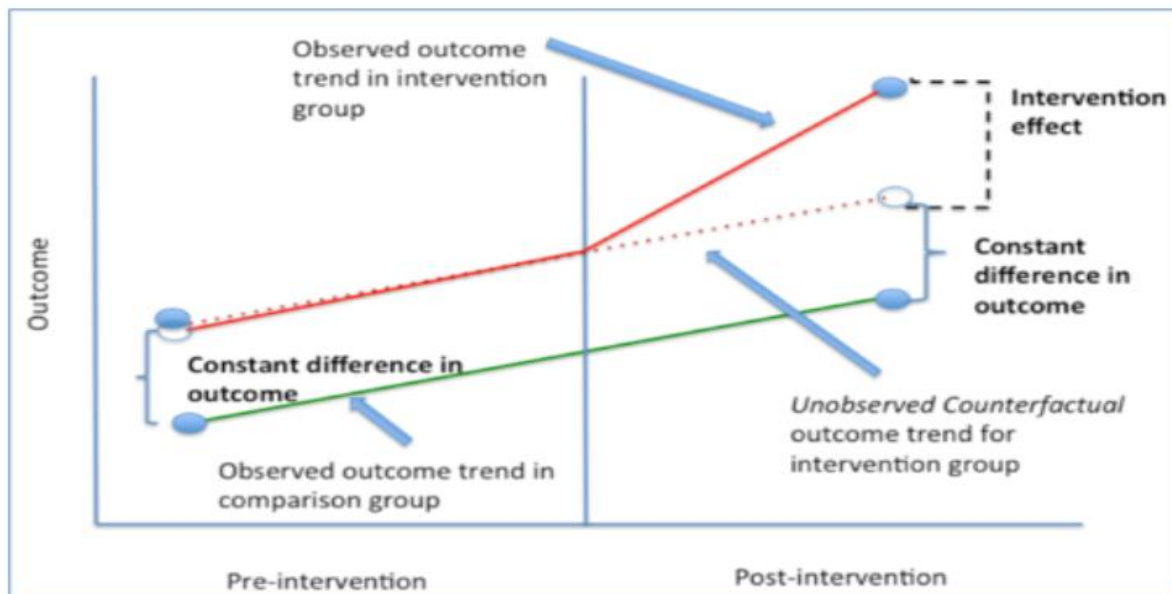 Observed outcome
trend in intervention
group
Intervention
effect
Outcome
Constant difference in
outcome
Constant difference in
outcome
Unobserved Counterfactual
outcome trend for
intervention group
Observed outcome trend in
comparison group
Pre-intervention
Post-intervention